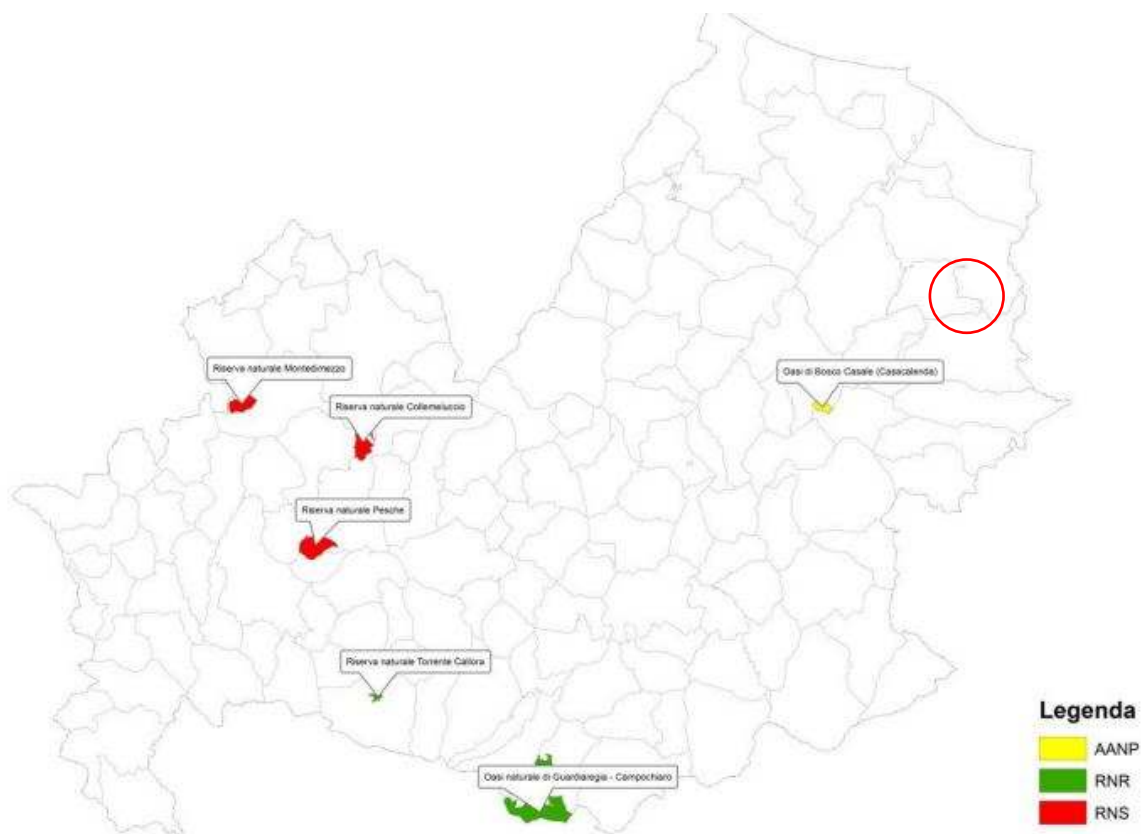 Riserva naturale Montedimezzo
Oasi di Bosco Casale (Casacalenda)
Riserva naturale Collemeluccio
Riserva naturale Pesche
Riserva naturale Torrente Callora
Oasi naturale di Guardiaregia - Campochiaro
Legenda
AANP
RNR
RNS